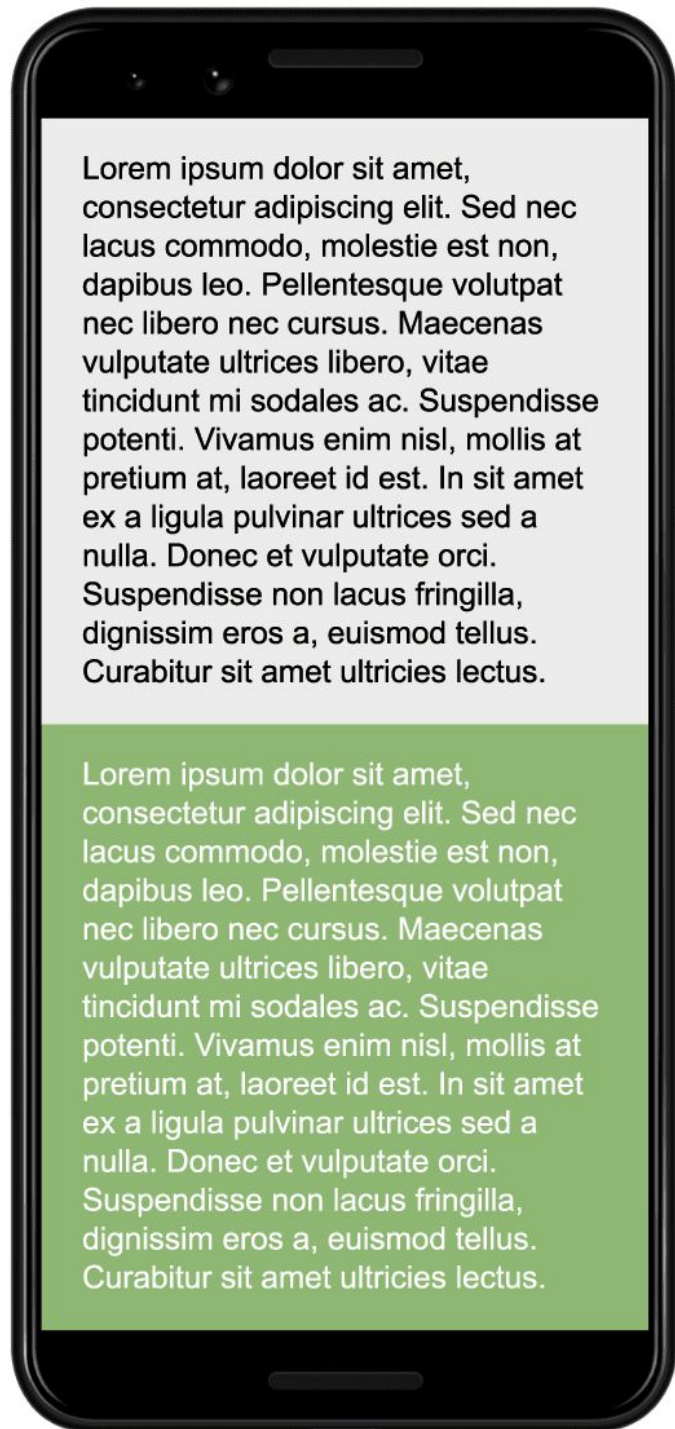 Lorem ipsum dolor sit amet,
consectetur adipiscing elit. Sed nec
lacus commodo, molestie est non,
dapibus leo. Pellentesque volutpat
nec libero nec cursus. Maecenas
vulputate ultrices libero, vitae
tincidunt mi sodales ac. Suspendisse
potenti. Vivamus enim nisl, mollis at
pretium at, laoreet id est. In sit amet
ex a ligula pulvinar ultrices sed a
nulla. Donec et vulputate orci.
Suspendisse non lacus fringilla,
dignissim eros a, euismod tellus.
Curabitur sit amet ultricies lectus.
Lorem ipsum dolor sit amet,
consectetur adipiscing elit. Sed nec
lacus commodo, molestie est non,
dapibus leo. Pellentesque volutpat
nec libero nec cursus. Maecenas
vulputate ultrices libero, vitae
tincidunt mi sodales ac. Suspendisse
potenti. Vivamus enim nisl, mollis at
pretium at, laoreet id est. In sit amet
ex a ligula pulvinar ultrices sed a
nulla. Donec et vulputate orci.
Suspendisse non lacus fringilla,
dignissim eros a, euismod tellus.
Curabitur sit amet ultricies lectus.